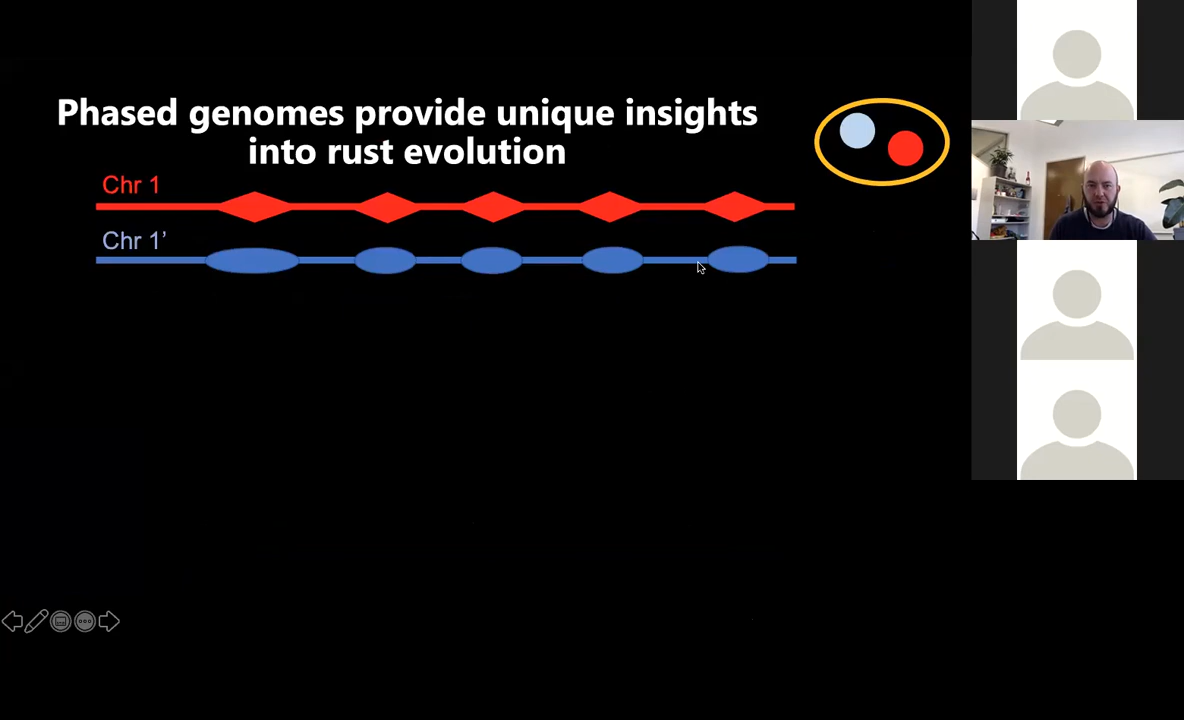 Phased genomes provide unique insights
into rust evolution
Chr 1
Chr 1’